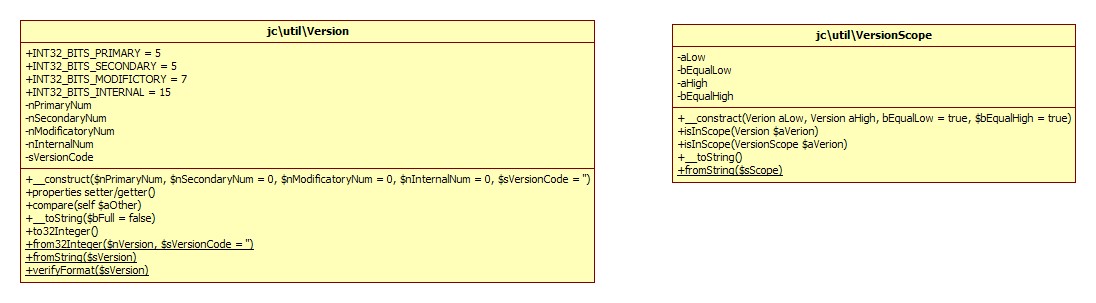 jc\util\Version
+INT32_BITS_PRIMARY = 5
+INT32_BITS_SECONDARY = 5
+INT32_BITS_MODIFICTORY = 7
+INT32_BITS_INTERNAL = 15
-nPrimaryNum
-nSecondaryNum
-nModificatoryNum
-nInternalNum
-sVersionCode
+__construct($nPrimaryNum, $nSecondaryNum = 0, $nModificatoryNum = 0, $nInternalNum = 0, $sVersionCode = '')
+properties setter/getter()
+compare(self $aOther)
+__toString($bFull = false)
+to32Integer()
+from32Integer($nVersion, $sVersionCode = '')
+fromString($sVersion)
+verifyFormat($sVersion)
jc\util\VersionScope
-aLow
-bEqualLow
-aHigh
-bEqualHigh
+__constract(Verion aLow, Version aHigh, bEqualLow = true, $bEqualHigh = true)
+isInScope(Version $aVerion)
+isInScope(VersionScope $aVerion)
+__toString()
+fromString($sScope)